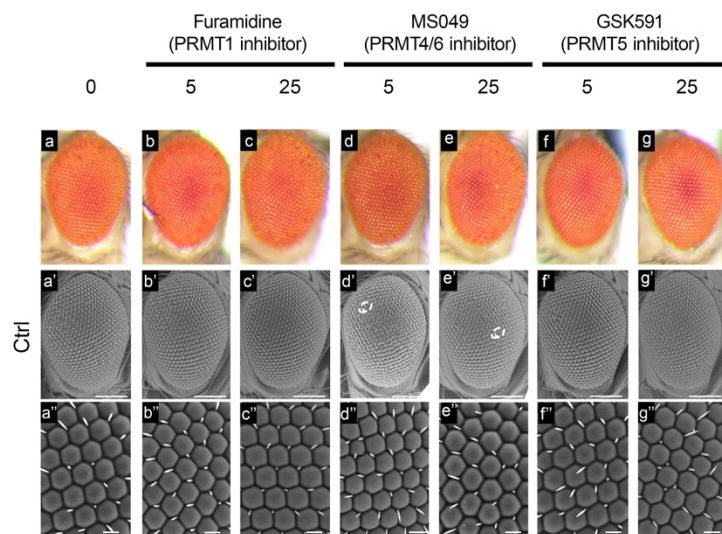 Furamidine MS049 GSK591
(PRMT1 inhibitor) (PRMT4/6 inhibitor) (PRMT5 inhibitor)
0 5 25 5 25 5 25
a b c d e f g
a' b' c' d' e' f' g'
Ctrl
a" b" c" d" e" f" g"